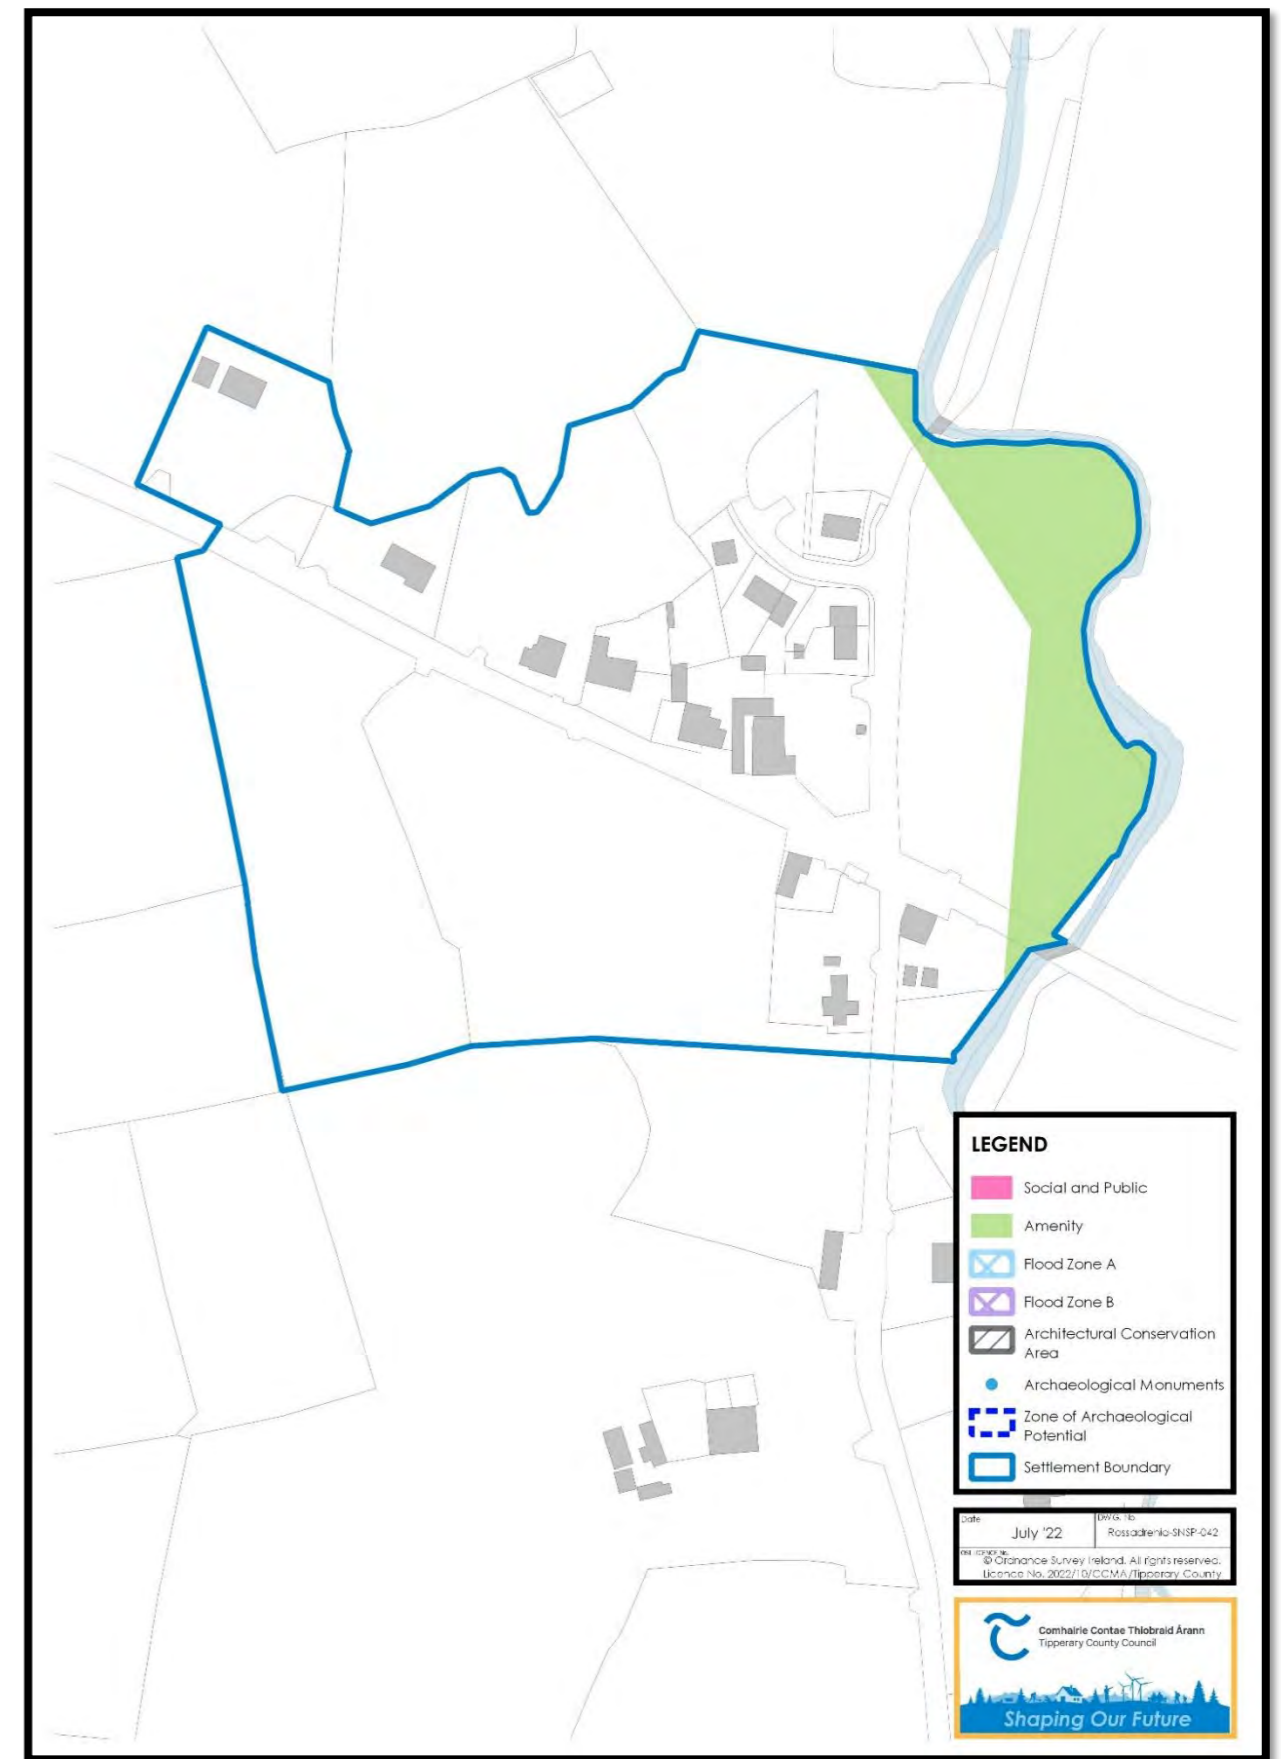 LEGEND
Social and Public
Amenity
Flood Zone A
Flood Zone B
Architectural Conservation
Area
Archaeological Monuments
Zone of Archaeological
Potential
Settlement Boundary
Date
DWG. No.
July '22
Rossadrehid-SNSP-042
© Ordnance Survey Ireland. All rights reserved.
Licence No. 2022/10/CCMA/Tipperary County
Comhairle Contae Thiobraid Árann
Tipperary County Council
Shaping Our Future